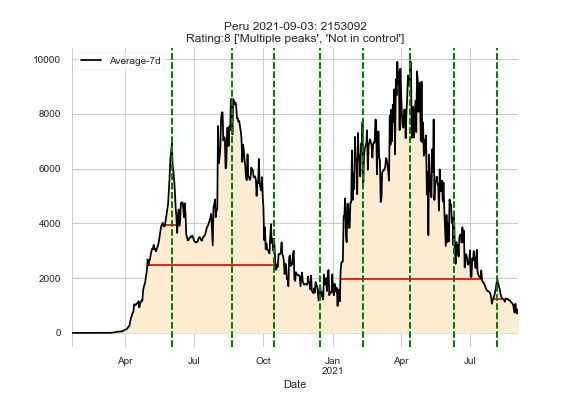 Peru 2021-09-03: 2153092
Rating:8 ['Multiple peaks', 'Not in control']
Average-7d
10000
8000
6000
4000
2000
0
Apr
Jul
Oct
Jan
2021
Apr
Jul
Date